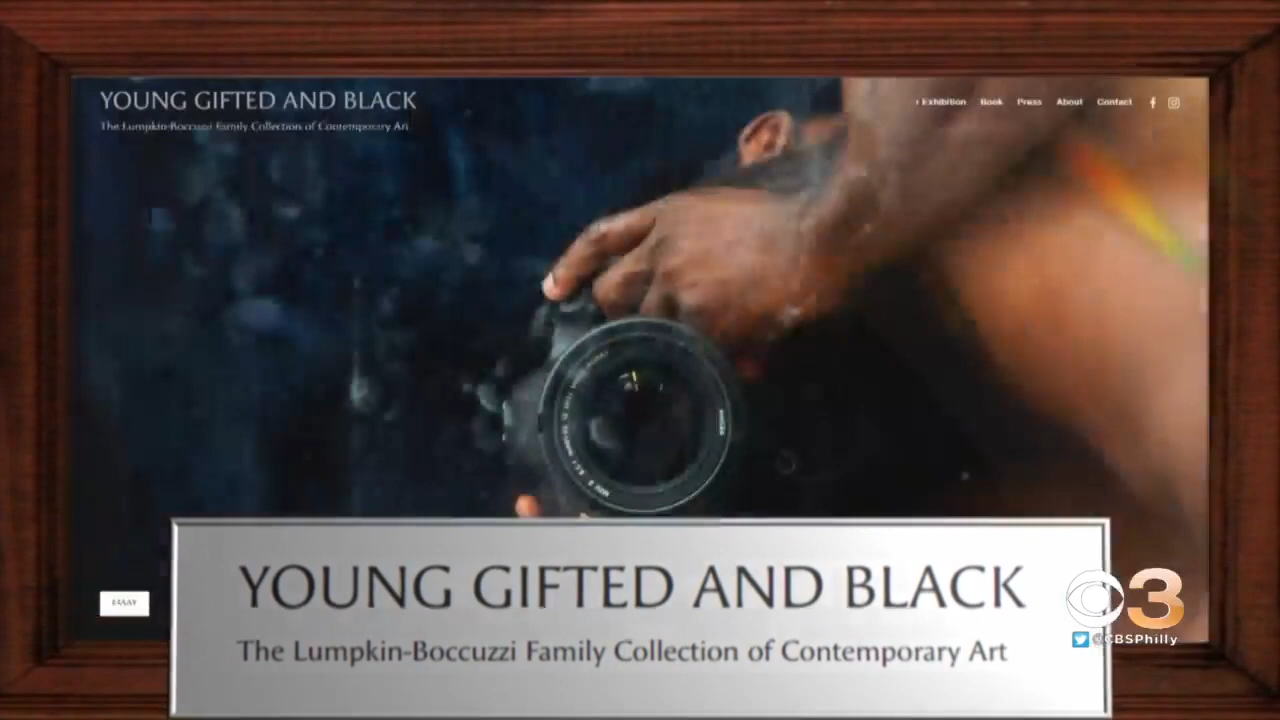 YOUNG GIFTED AND BLACK
The Lumpkin-Boccuzzi Family Collection of Contemporary Art
Exhibition Book Press About Contact
ESSAY
YOUNG GIFTED AND BLACK
The Lumpkin-Boccuzzi Family Collection of Contemporary Art
3
@CBSPhilly